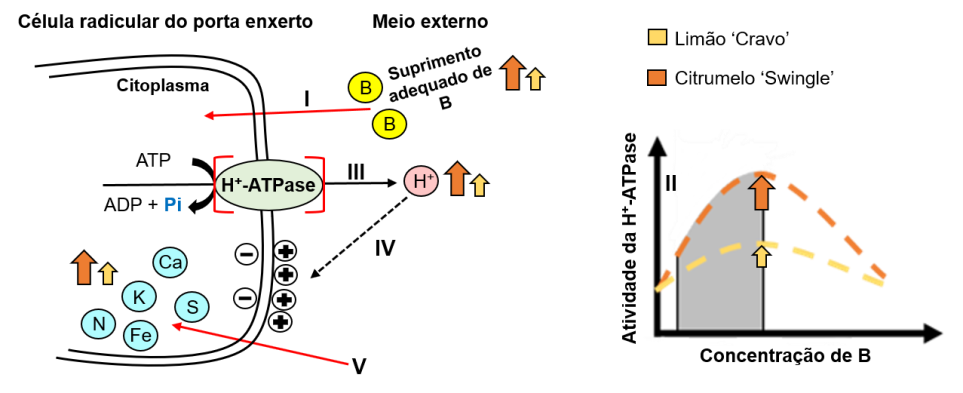 Célula radicular do porta enxerto
Meio externo
Citoplasma
I
B
B
Suprimento
adequado de
B
ATP
ADP + Pi
H⁺-ATPase
III
H⁺
IV
Ca
K
S
N
Fe
V
Limão ‘Cravo’
Citrumelo ‘Swingle’
II
Atividade da H⁺-ATPase
Concentração de B